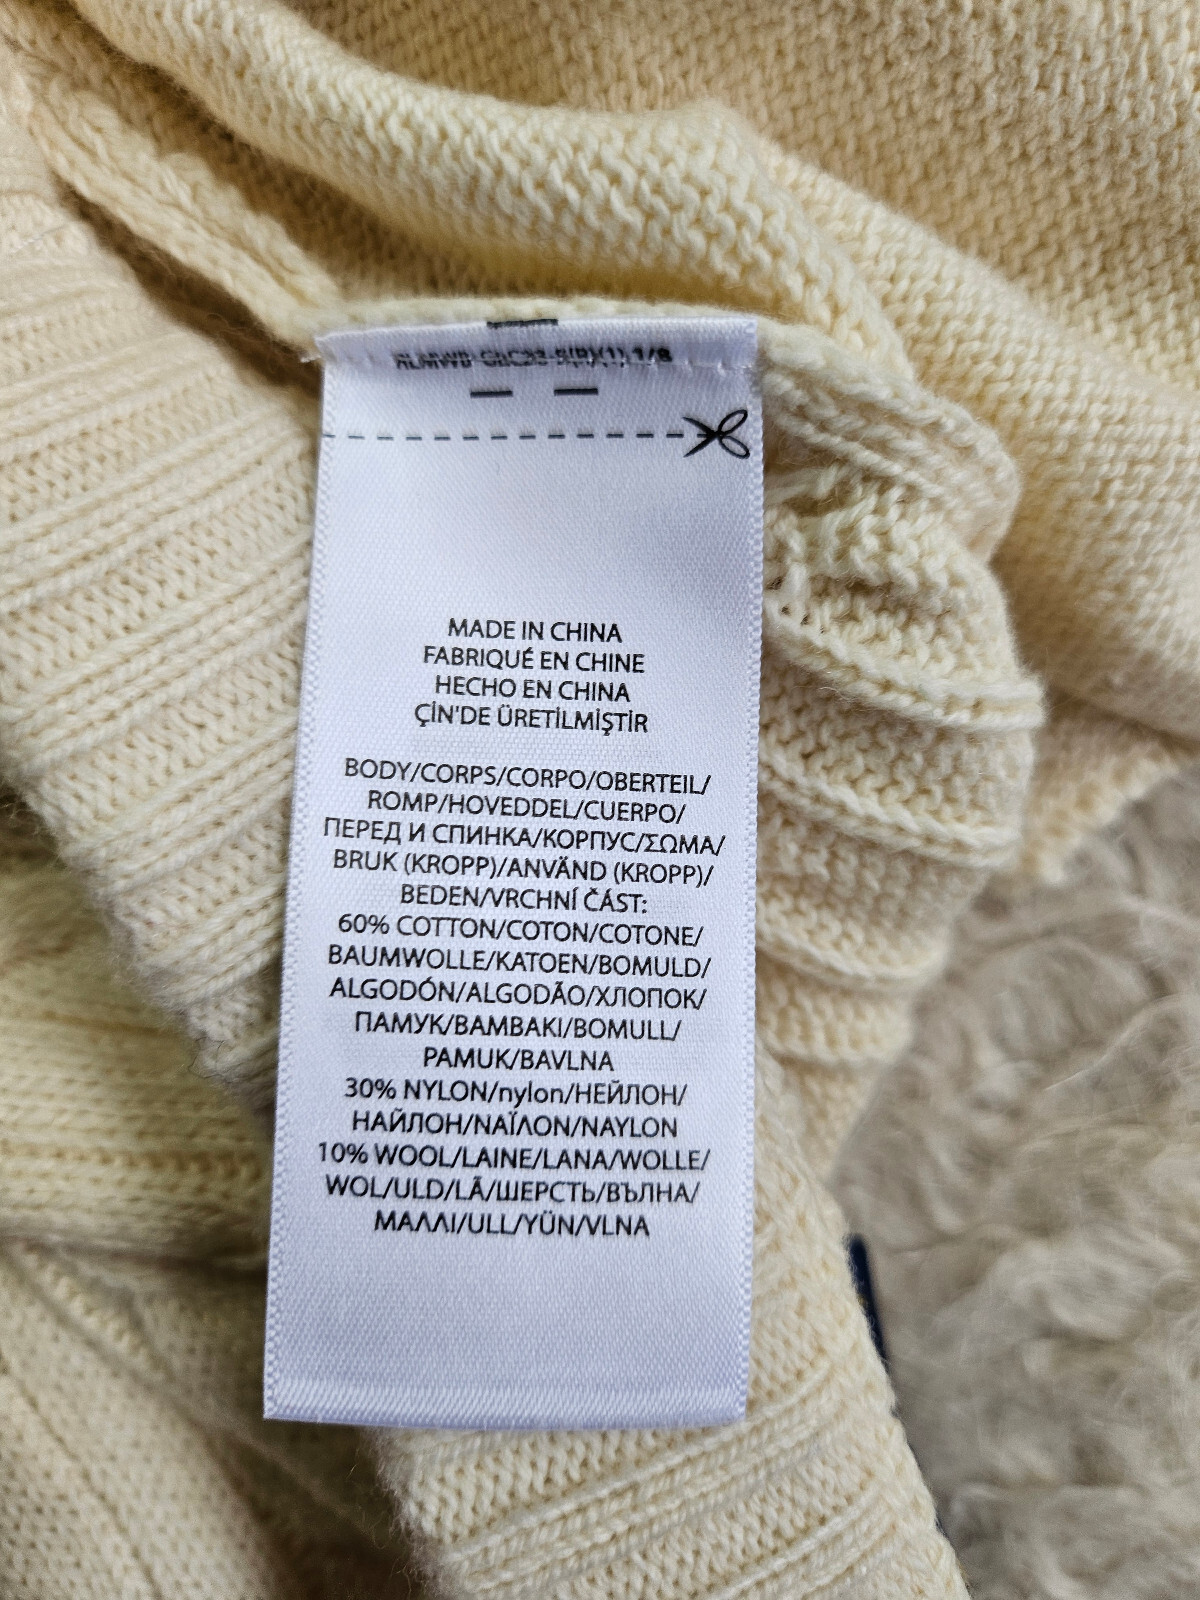 1/8
MADE IN CHINA
FABRIQUÉ EN CHINE
HECHO EN CHINA
ÇİN'DE ÜRETİLMİŞTİR
BODY/CORPS/CORPO/OBERTEIL/
ROMP/HOVEDDEL/CUERPO/
ПЕРЕД И СПИНКА/КОРПУС/ΣΩΜΑ/
BRUK (KROPP)/ANVÄND (KROPP)/
BEDEN/VRCHNÍ ČÁST:
60% COTTON/COTON/COTONE/
BAUMWOLLE/KATOEN/BOMULD/
ALGODÓN/ALGODÃO/ХЛОПОК/
ПАМУК/ΒΑΜΒΑΚΙ/BOMULL/
PAMUK/BAVLNA
30% NYLON/nylon/НЕЙЛОН/
НАЙЛОН/ΝΑΪΛΟΝ/NAYLON
10% WOOL/LAINE/LANA/WOLLE/
WOL/ULD/LÃ/ШЕРСТЬ/ВЪЛНА/
ΜΑΛΛΙ/ULL/YÜN/VLNA